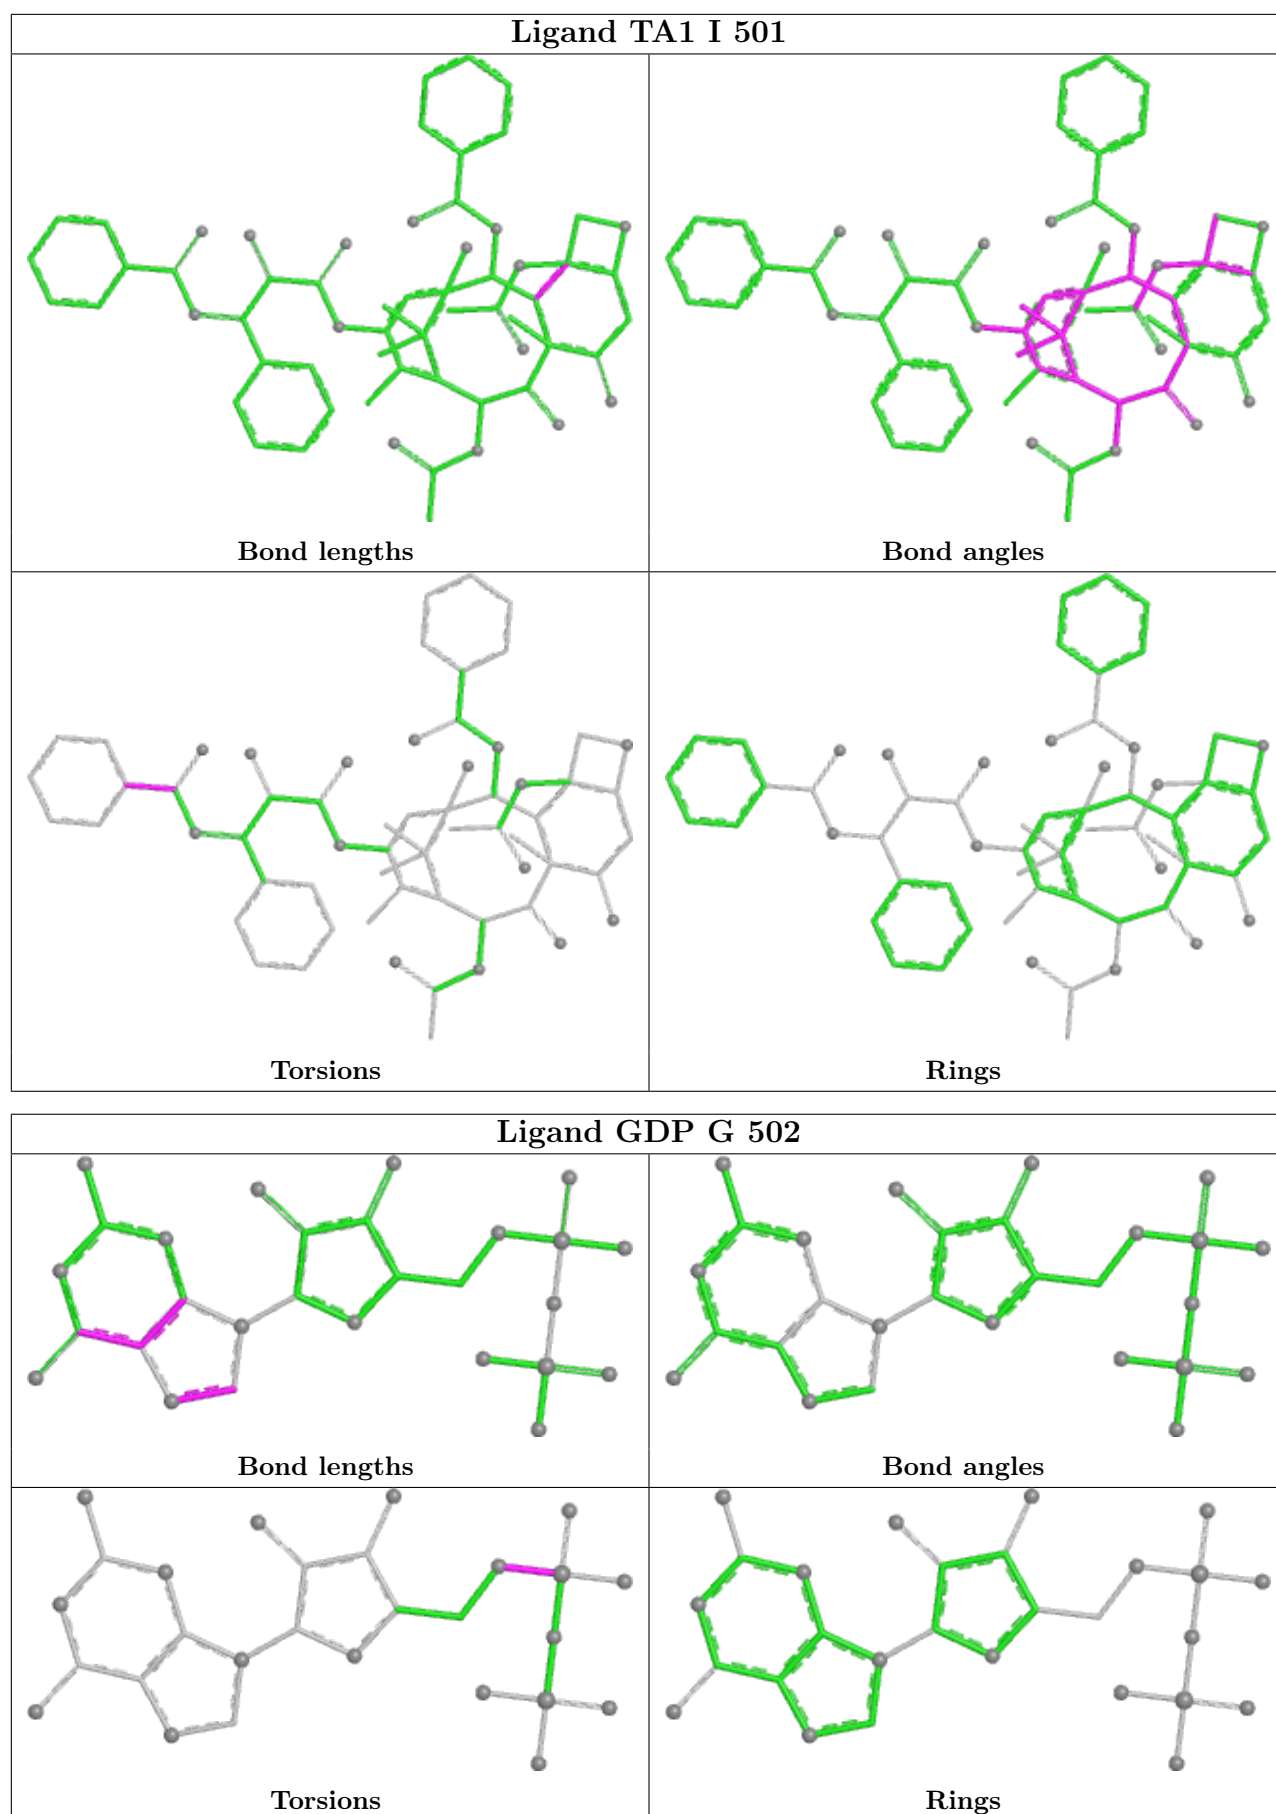 Ligand TA1 I 501
Bond lengths
Bond angles
Torsions
Rings
Ligand GDP G 502
Bond lengths
Bond angles
Torsions
Rings